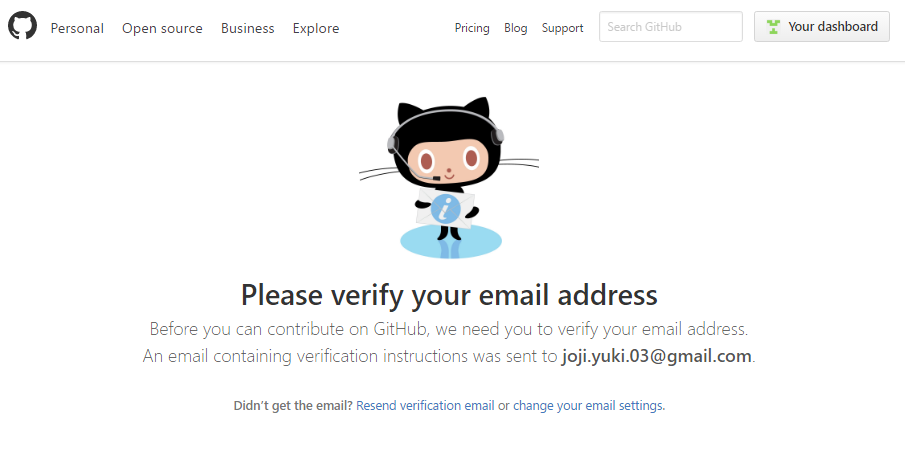 Personal Open source Business Explore Pricing Blog Support Search GitHub Your dashboard
i
Please verify your email address
Before you can contribute on GitHub, we need you to verify your email address.
An email containing verification instructions was sent to joji.yuki.03@gmail.com.
Didn't get the email? Resend verification email or change your email settings.